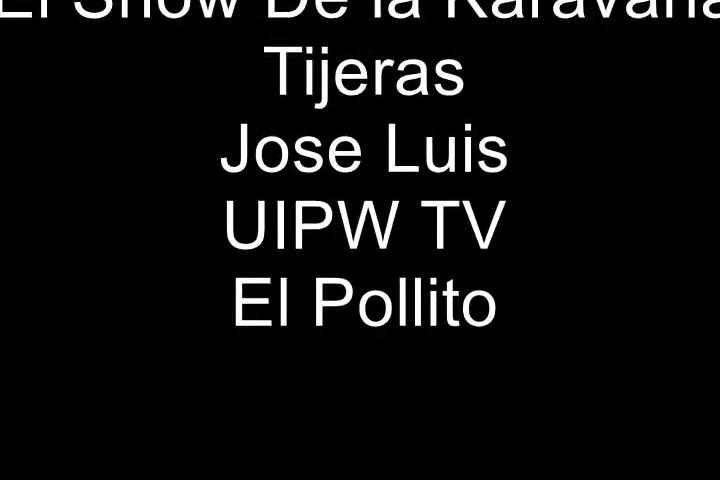 El Show De la Karavana
Tijeras
Jose Luis
UIPW TV
El Pollito